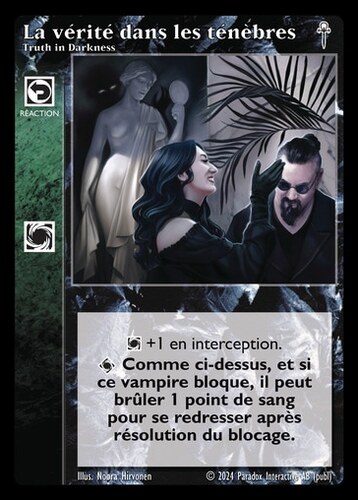 La vérité dans les ténèbres
Truth in Darkness
REACTION
+1 en interception.
Comme ci-dessus, et si
ce vampire bloque, il peut
brûler 1 point de sang
pour se redresser après
résolution du blocage.
Illus: Noora Hirvonen
© 2024 Paradox Interactive AB (publ)